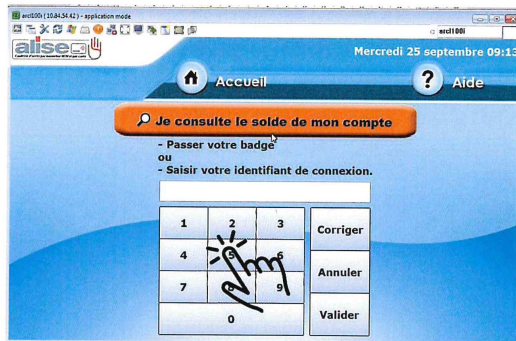 arcl100i ( 10.84.54.42 ) - application mode
arcl100i
alise
Mercredi 25 septembre 09:13
Accueil
? Aide
Je consulte le solde de mon compte
- Passer votre badge
ou
- Saisir votre identifiant de connexion.
1 2 3 Corriger
4 5 6 Annuler
7 8 9
0 Valider